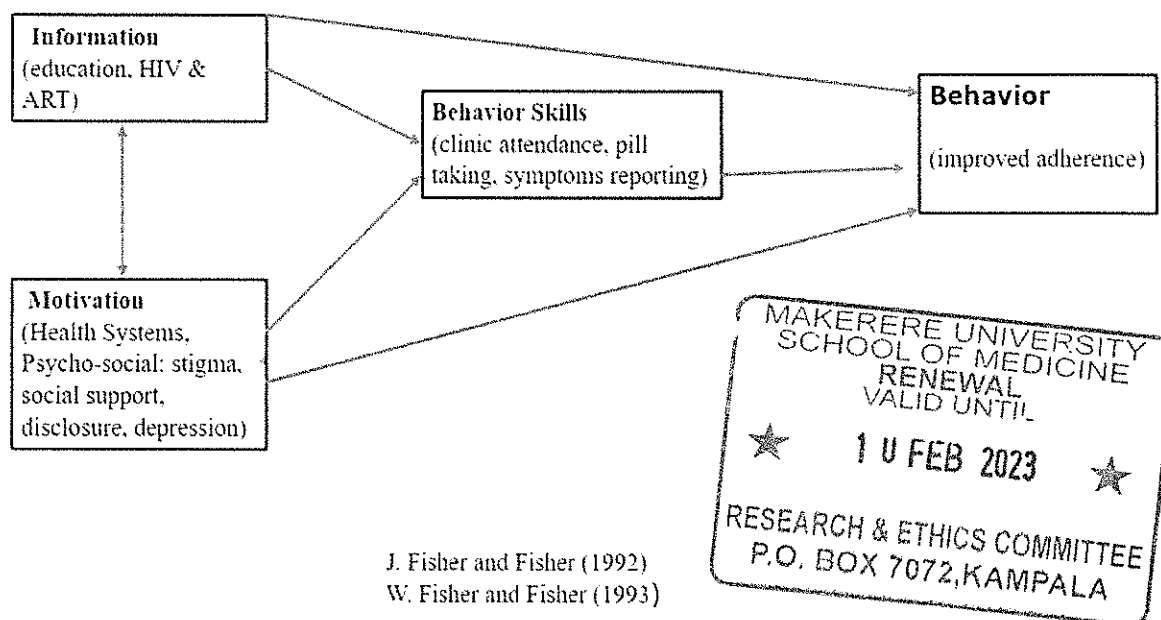 Information
(education, HIV &
ART)
Behavior Skills
(clinic attendance, pill
taking, symptoms reporting)
Behavior
(improved adherence)
Motivation
(Health Systems,
Psycho-social: stigma,
social support,
disclosure, depression)
J. Fisher and Fisher (1992)
W. Fisher and Fisher (1993)
MAKERERE UNIVERSITY
SCHOOL OF MEDICINE
RENEWAL
VALID UNTIL
★ 10 FEB 2023 ★
RESEARCH & ETHICS COMMITTEE
P.O. BOX 7072,KAMPALA